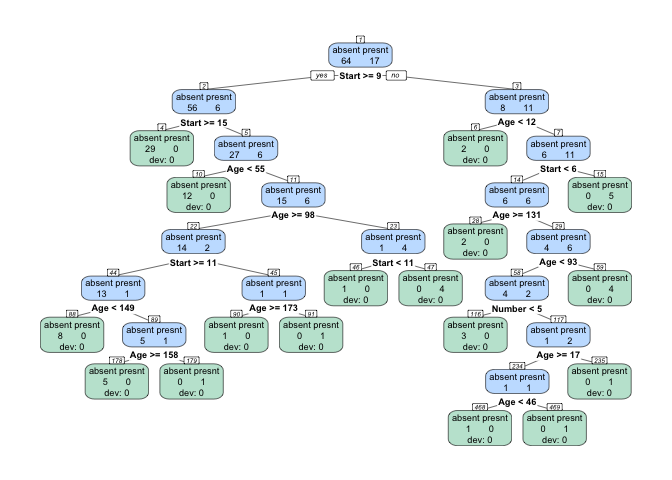 1
absent presnt
64 17
yes Start >= 9 no
2
absent presnt
56 6
Start >= 15
3
absent presnt
8 11
Age < 12
4
absent presnt
29 0
dev: 0
5
absent presnt
27 6
Age < 55
6
absent presnt
2 0
dev: 0
7
absent presnt
6 11
Start < 6
10
absent presnt
12 0
dev: 0
11
absent presnt
15 6
Age >= 98
14
absent presnt
6 6
Age >= 131
15
absent presnt
0 5
dev: 0
22
absent presnt
14 2
Start >= 11
23
absent presnt
1 4
Start < 11
28
absent presnt
2 0
dev: 0
29
absent presnt
4 6
Age < 93
44
absent presnt
13 1
Age < 149
45
absent presnt
1 1
Age >= 173
46
absent presnt
1 0
dev: 0
47
absent presnt
0 4
dev: 0
58
absent presnt
4 2
Number < 5
59
absent presnt
0 4
dev: 0
88
absent presnt
8 0
dev: 0
89
absent presnt
5 1
Age >= 158
90
absent presnt
1 0
dev: 0
91
absent presnt
0 1
dev: 0
116
absent presnt
3 0
dev: 0
117
absent presnt
1 2
Age >= 17
178
absent presnt
5 0
dev: 0
179
absent presnt
0 1
dev: 0
234
absent presnt
1 1
Age < 46
235
absent presnt
0 1
dev: 0
468
absent presnt
1 0
dev: 0
469
absent presnt
0 1
dev: 0